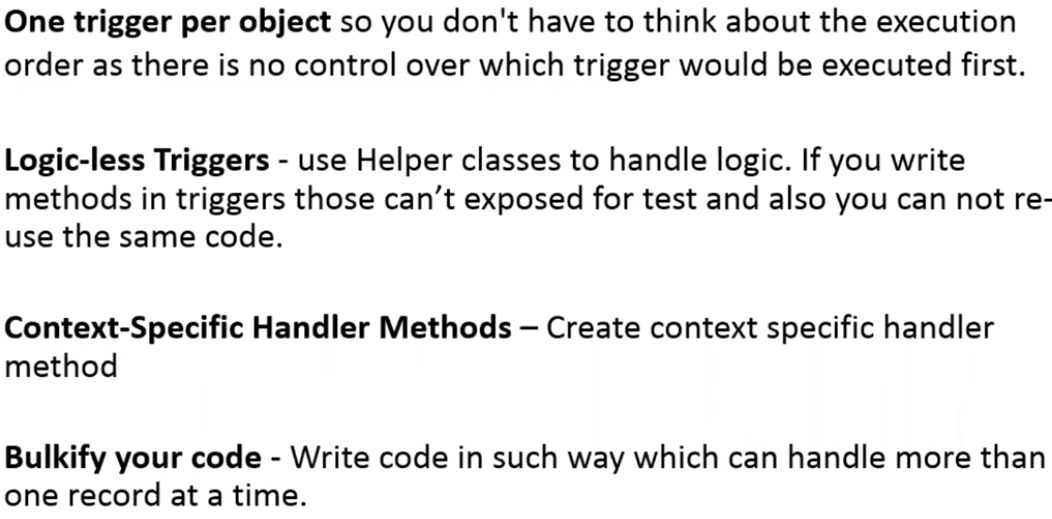 One trigger per object so you don't have to think about the execution
order as there is no control over which trigger would be executed first.
Logic-less Triggers - use Helper classes to handle logic. If you write
methods in triggers those can’t exposed for test and also you can not re-
use the same code.
Context-Specific Handler Methods – Create context specific handler
method
Bulkify your code - Write code in such way which can handle more than
one record at a time.